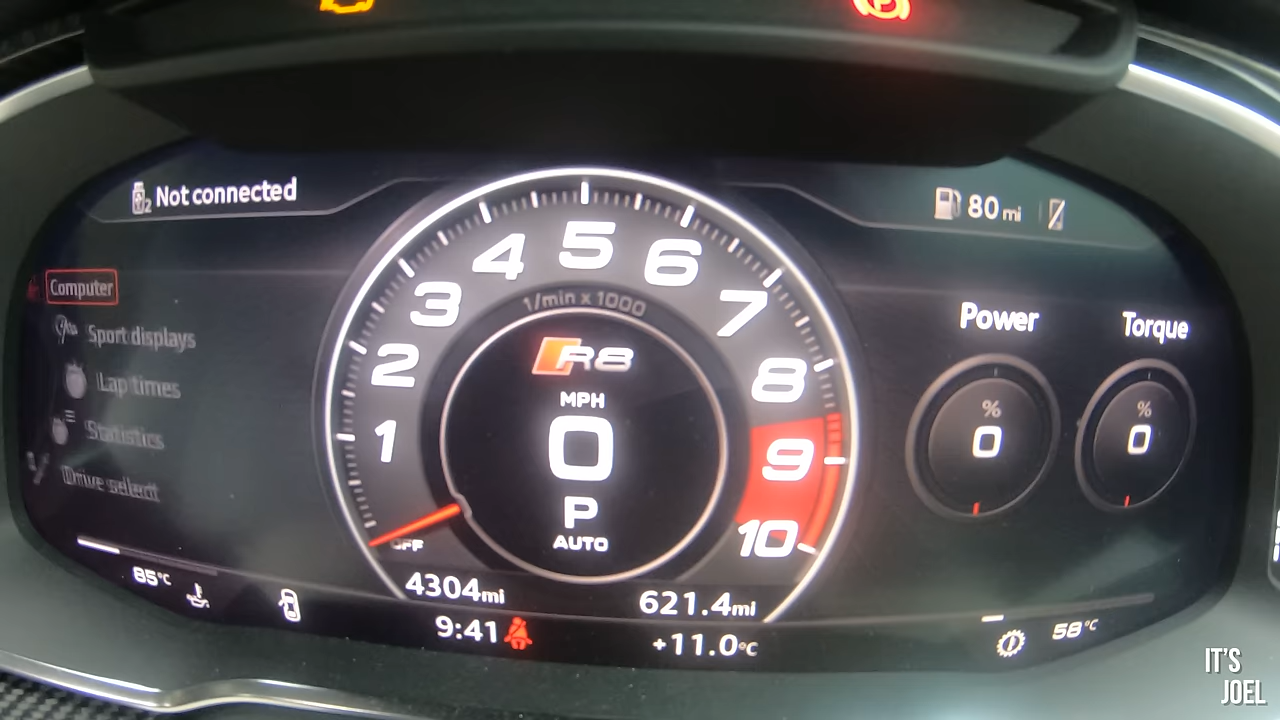 Not connected
80 mi
Computer
Sport displays
Lap times
Statistics
Drive select
1
2
3
4
5
6
7
8
9
10
1/min x 1000
R8
MPH
0
P
AUTO
OFF
Power
%
0
Torque
%
0
85°C
4304mi
621.4mi
9:41
+11.0°C
58°C
IT'S
JOEL